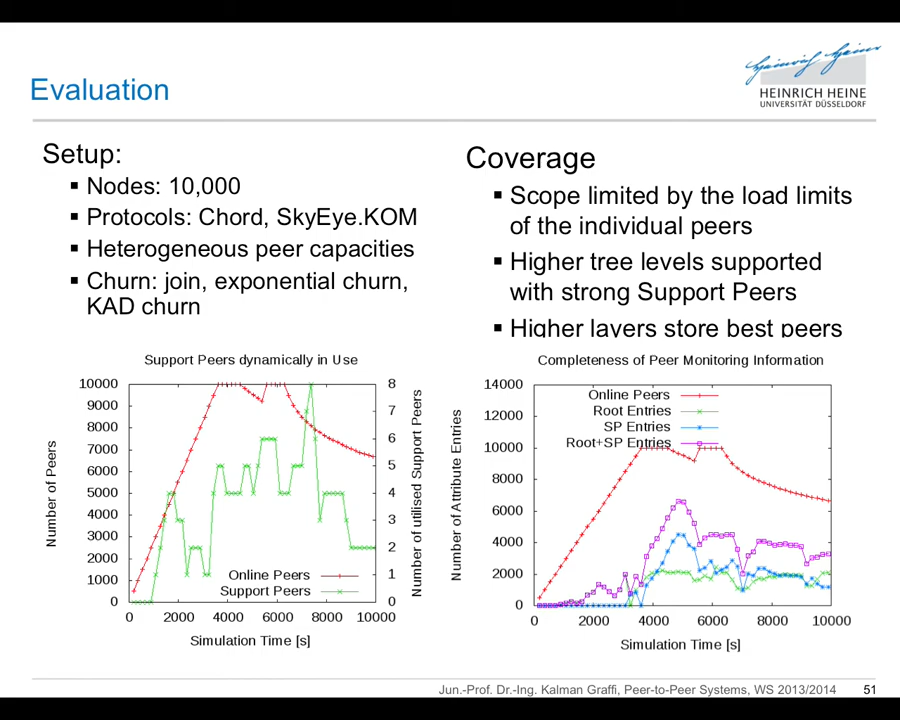 Heinrich Heine
HEINRICH HEINE
UNIVERSITÄT DÜSSELDORF
Evaluation
Setup:
▪ Nodes: 10,000
▪ Protocols: Chord, SkyEye.KOM
▪ Heterogeneous peer capacities
▪ Churn: join, exponential churn,
KAD churn
Coverage
▪ Scope limited by the load limits
of the individual peers
▪ Higher tree levels supported
with strong Support Peers
▪ Higher layers store best peers
Support Peers dynamically in Use
Number of Peers
10000
9000
8000
7000
6000
5000
4000
3000
2000
1000
0
8
7
6
5
4
3
2
1
0
Number of utilised Support Peers
Online Peers
Support Peers
0 2000 4000 6000 8000 10000
Simulation Time [s]
Completeness of Peer Monitoring Information
Number of Attribute Entries
14000
12000
10000
8000
6000
4000
2000
0
Online Peers
Root Entries
SP Entries
Root+SP Entries
0 2000 4000 6000 8000 10000
Simulation Time [s]
Jun.-Prof. Dr.-Ing. Kalman Graffi, Peer-to-Peer Systems, WS 2013/2014 51